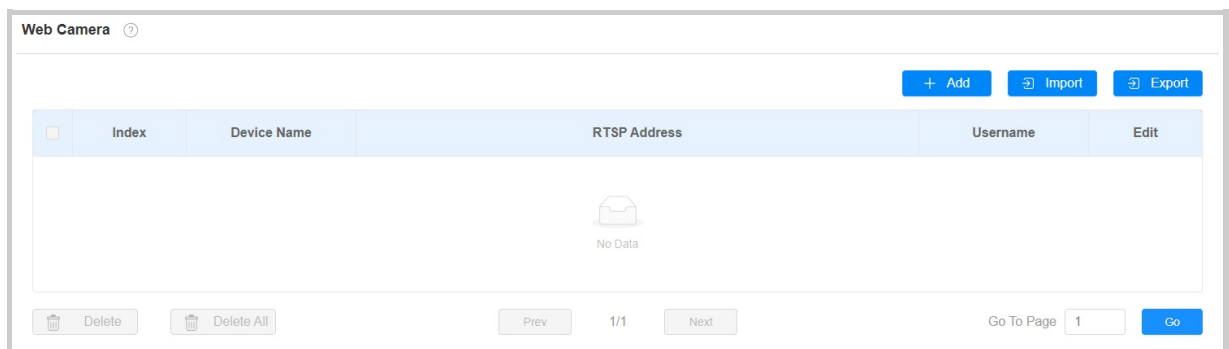 Web Camera ?
+ Add Import Export
Index Device Name RTSP Address Username Edit
No Data
Delete Delete All Prev 1/1 Next Go To Page 1 Go